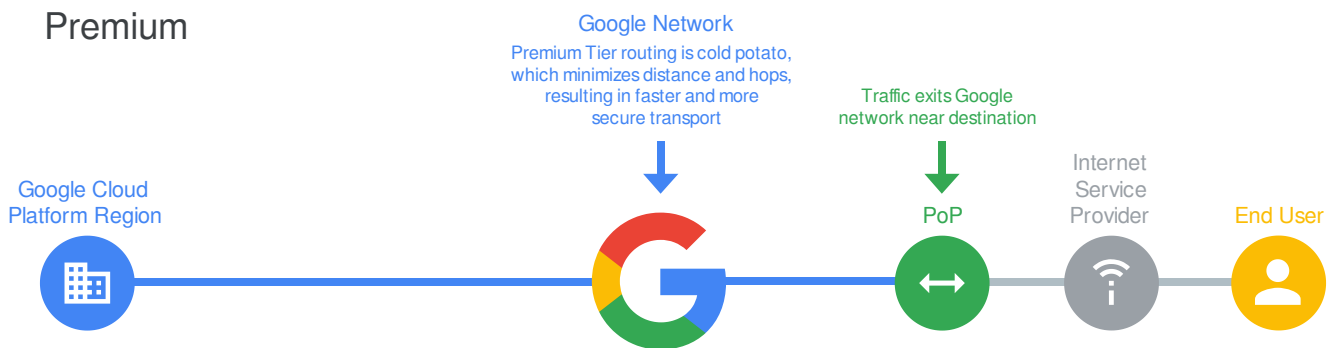 Premium
Google Network
Premium Tier routing is cold potato,
which minimizes distance and hops,
resulting in faster and more
secure transport
Traffic exits Google
network near destination
Google Cloud
Platform Region
PoP
Internet
Service
Provider
End User